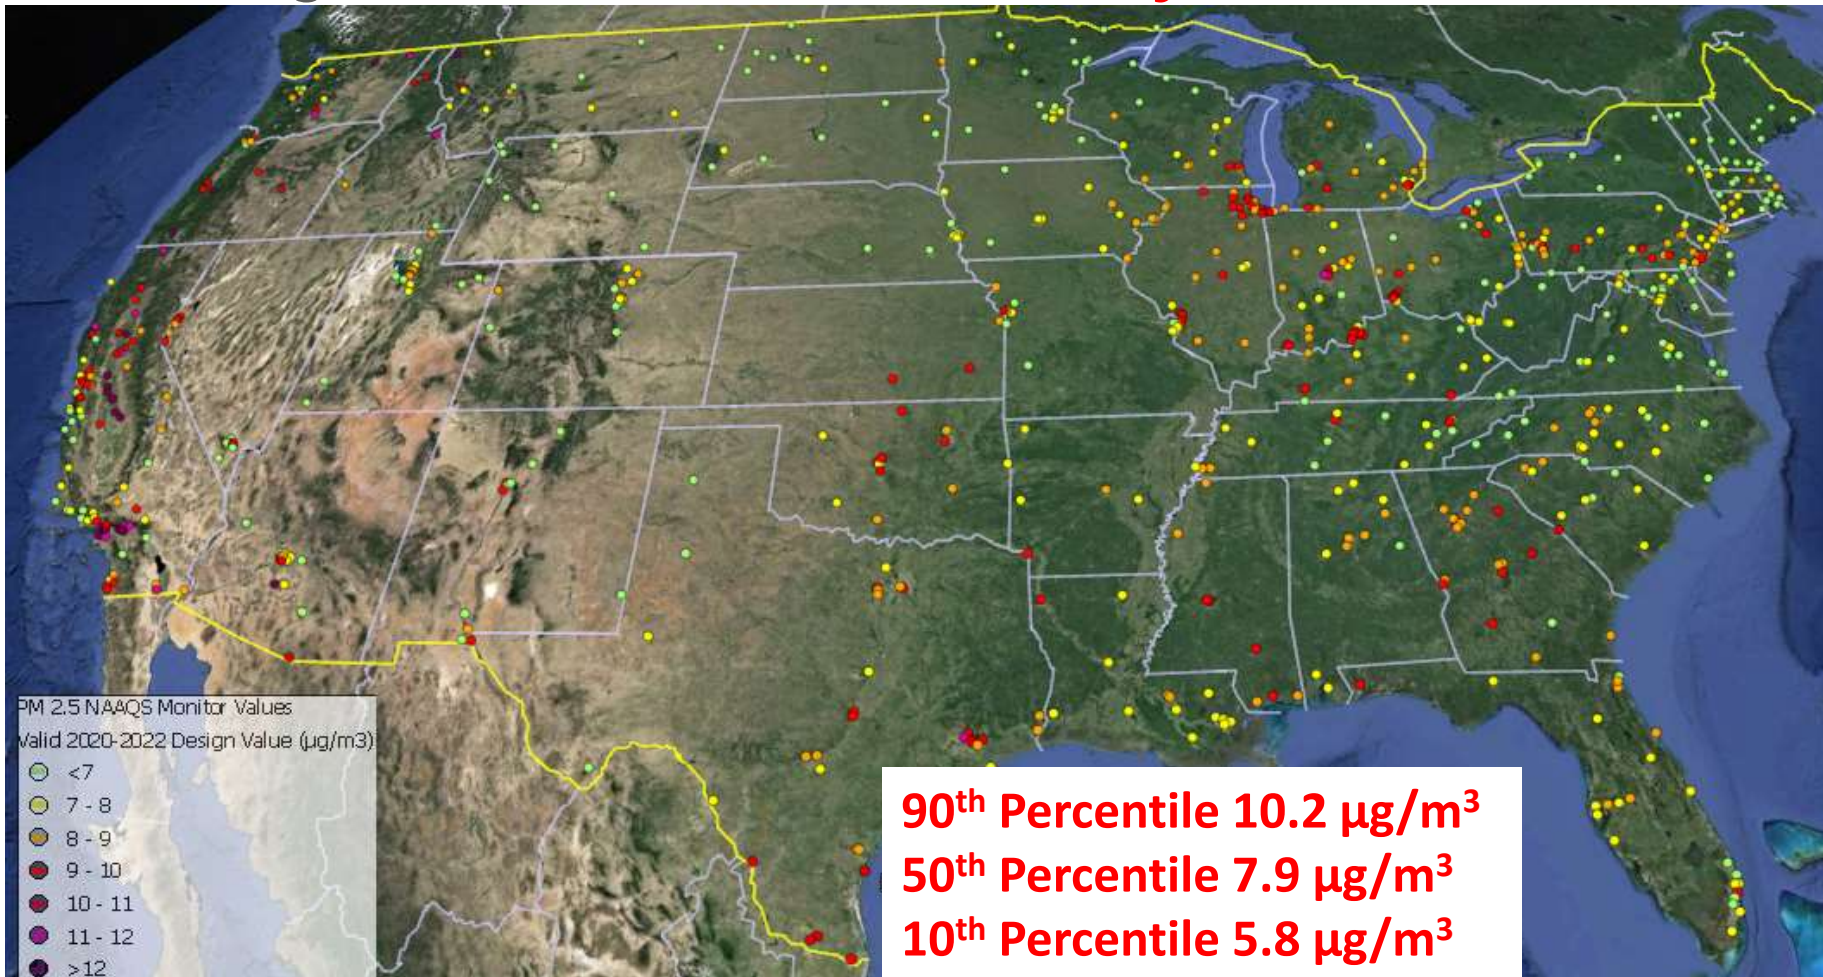 PM 2.5 NAAQS Monitor Values
Valid 2020-2022 Design Value (µg/m3)
<7
7 - 8
8 - 9
9 - 10
10 - 11
11 - 12
>12
90th Percentile 10.2 µg/m³
50th Percentile 7.9 µg/m³
10th Percentile 5.8 µg/m³